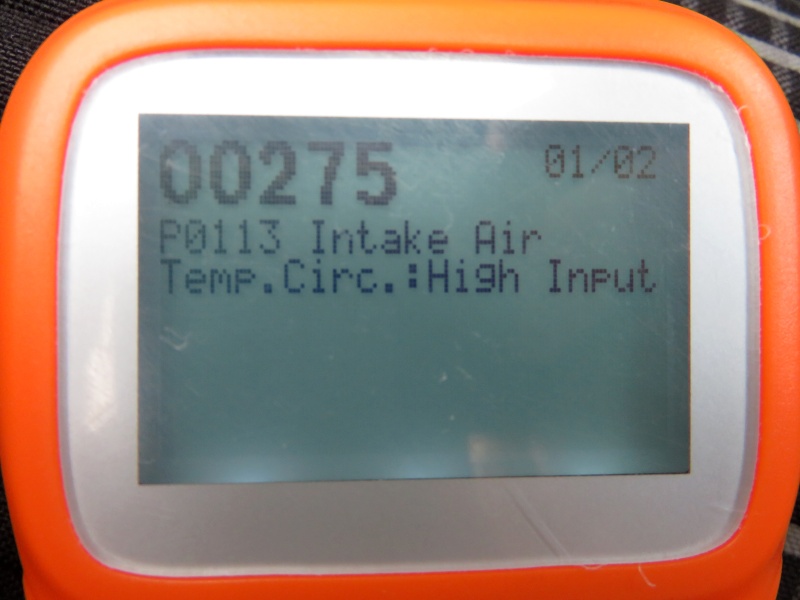 00275 01/02
P0113 Intake Air
Temp.Circ.:High Input